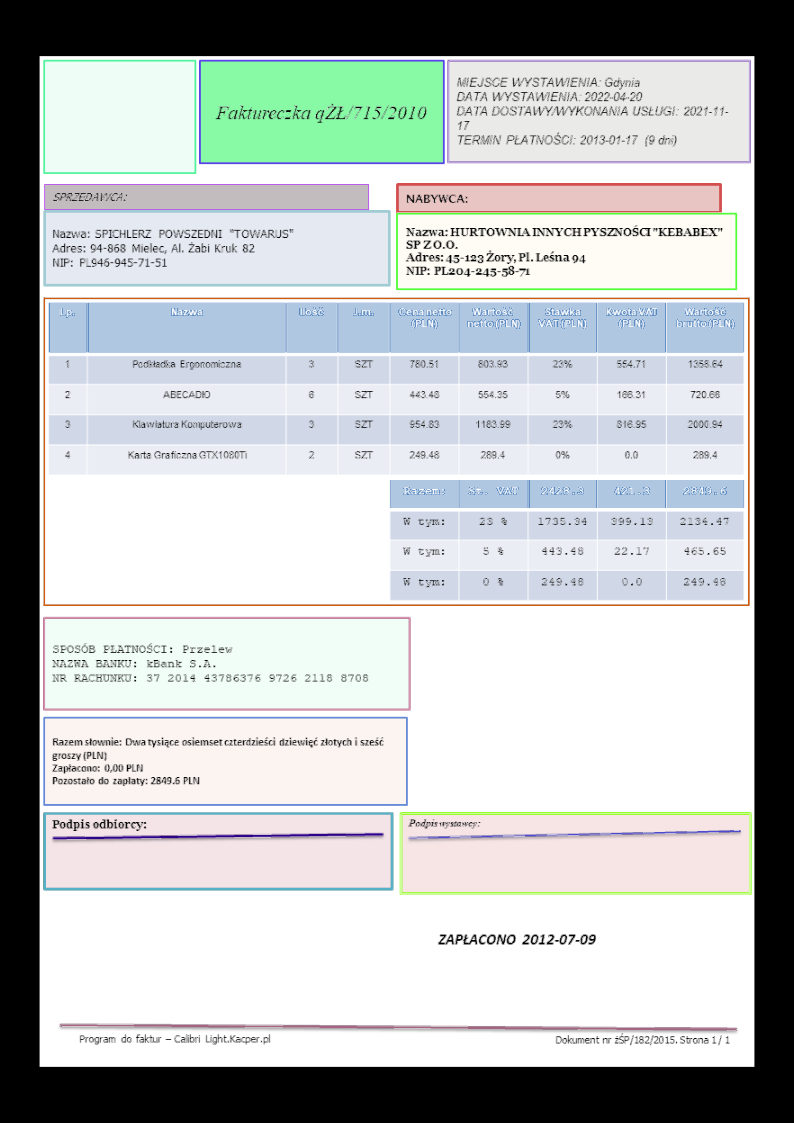 Faktureczka qŻŁ/715/2010
MIEJSCE WYSTAWIENIA: Gdynia
DATA WYSTAWIENIA: 2022-04-20
DATA DOSTAWY/WYKONANIA USŁUGI: 2021-11-
17
TERMIN PŁATNOŚCI: 2013-01-17 (9 dni)
SPRZEDAWCA:
Nazwa: SPICHLERZ POWSZEDNI "TOWARUS"
Adres: 94-868 Mielec, Al. Żabi Kruk 82
NIP: PL946-945-71-51
NABYWCA:
Nazwa: HURTOWNIA INNYCH PYSZNOŚCI "KEBABEX"
SP Z O.O.
Adres: 45-123 Żory, Pl. Leśna 94
NIP: PL204-245-58-71
Lp. Nazwa Ilość J.m. Cena netto (PLN) Wartość netto (PLN) Stawka VAT (PLN) Kwota VAT (PLN) Wartość brutto (PLN)
1 Podkładka Ergonomiczna 3 SZT 780.51 803.93 23% 554.71 1358.64
2 ABECADIO 6 SZT 443.48 554.35 5% 166.31 720.66
3 Klawiatura Komputerowa 3 SZT 954.83 1183.99 23% 816.95 2000.94
4 Karta Graficzna GTX1080Ti 2 SZT 249.48 289.4 0% 0.0 289.4
Razem: St. VAT 2428.3 421.3 2849.6
W tym: 23 % 1735.34 399.13 2134.47
W tym: 5 % 443.48 22.17 465.65
W tym: 0 % 249.48 0.0 249.48
SPOSÓB PŁATNOŚCI: Przelew
NAZWA BANKU: kBank S.A.
NR RACHUNKU: 37 2014 43786376 9726 2118 8708
Razem słownie: Dwa tysiące osiemset czterdzieści dziewięć złotych i sześć
groszy (PLN)
Zapłacono: 0,00 PLN
Pozostało do zapłaty: 2849.6 PLN
Podpis odbiorcy:
Podpis wystawcy:
ZAPŁACONO 2012-07-09
Program do faktur – Calibri Light.Kacper.pl
Dokument nr żŚP/182/2015. Strona 1/ 1